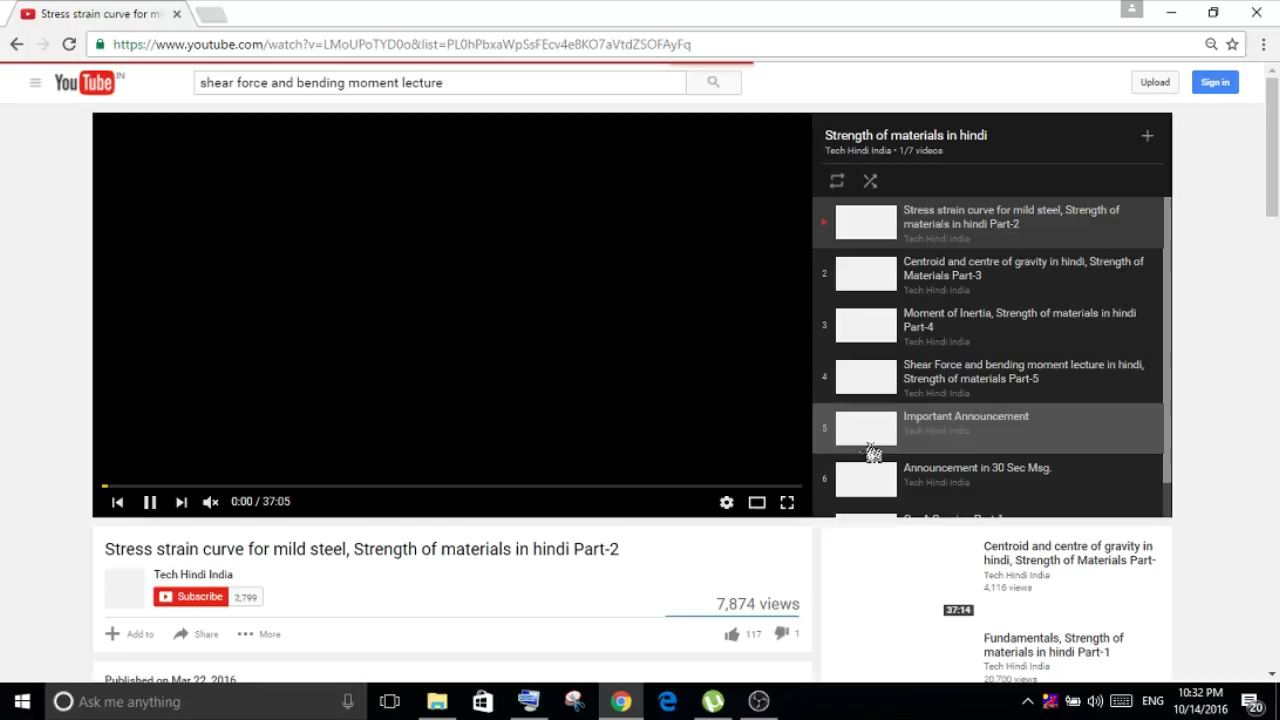 Stress strain curve for mi
https://www.youtube.com/watch?v=LMoUPoTYD0o&list=PL0hPbxaWpSsFEcv4e8KO7aVtdZSOFAyFq
YouTube IN
shear force and bending moment lecture
Upload
Sign in
Strength of materials in hindi
Tech Hindi India • 1/7 videos
Stress strain curve for mild steel, Strength of
materials in hindi Part-2
Tech Hindi India
2
Centroid and centre of gravity in hindi, Strength of
Materials Part-3
Tech Hindi India
3
Moment of Inertia, Strength of materials in hindi
Part-4
Tech Hindi India
4
Shear Force and bending moment lecture in hindi,
Strength of materials Part-5
Tech Hindi India
5
Important Announcement
Tech Hindi India
6
Announcement in 30 Sec Msg.
Tech Hindi India
0:00 / 37:05
Stress strain curve for mild steel, Strength of materials in hindi Part-2
Tech Hindi India
Subscribe 2,799
7,874 views
Add to Share More
117 1
Published on Mar 22, 2016
Centroid and centre of gravity in
hindi, Strength of Materials Part-
Tech Hindi India
4,116 views
37:14
Fundamentals, Strength of
materials in hindi Part-1
Tech Hindi India
20,700 views
Ask me anything
ENG
10:32 PM
10/14/2016
20